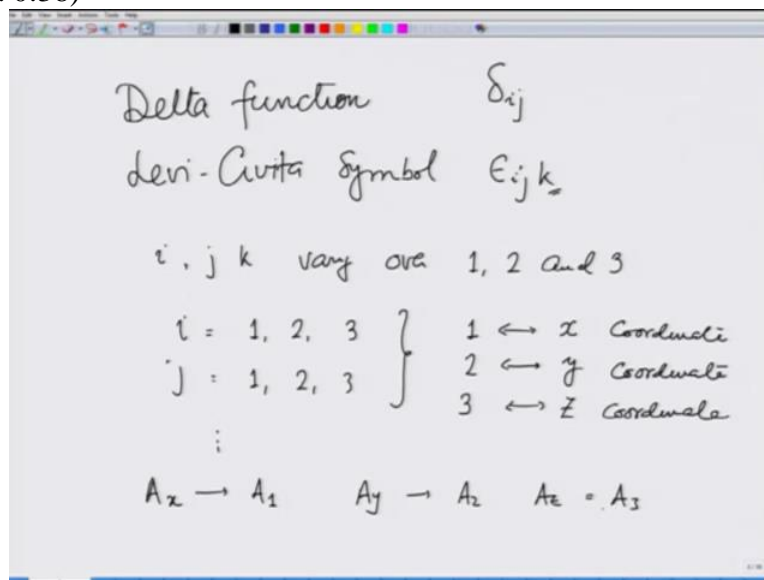 Delta function δij
Levi-Civita Symbol ϵijk
i, j k vary over 1, 2 and 3
i = 1, 2, 3 } 1 ↔ x Coordinate
j = 1, 2, 3 2 ↔ y Coordinate
⋮ 3 ↔ z Coordinate
Ax → A1 Ay → A2 Az = A3